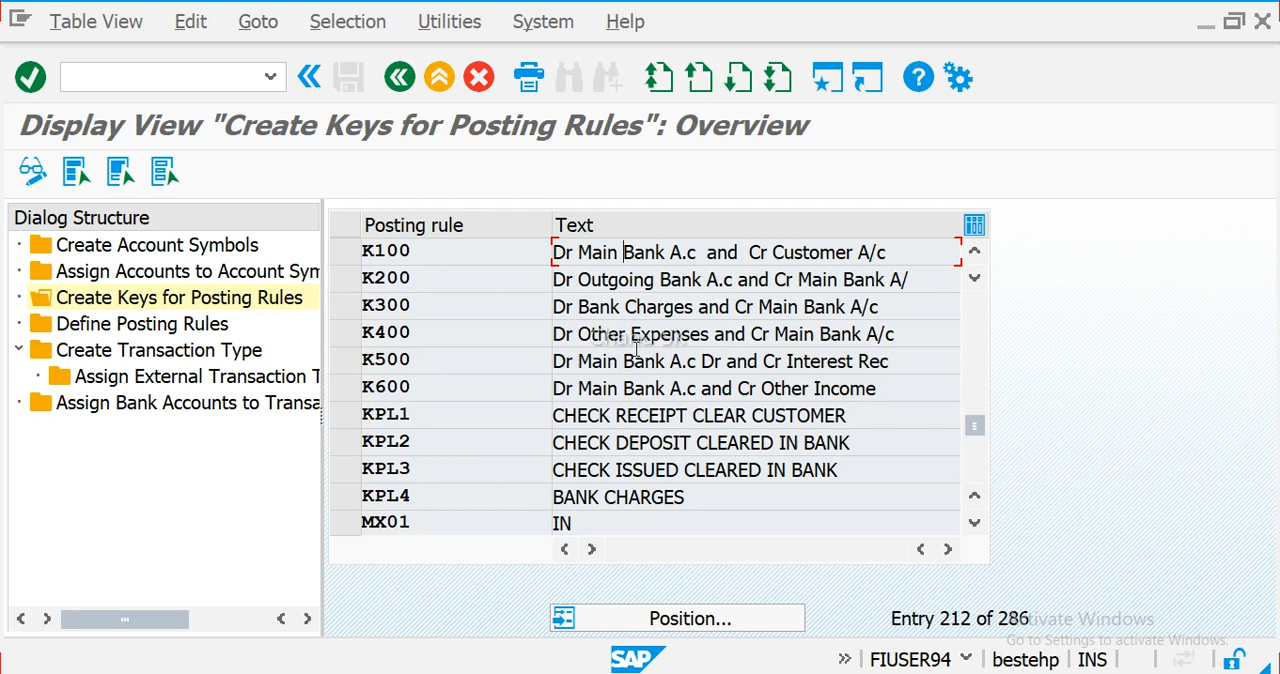 Table View Edit Goto Selection Utilities System Help
Display View "Create Keys for Posting Rules": Overview
Dialog Structure
Create Account Symbols
Assign Accounts to Account Sym
Create Keys for Posting Rules
Define Posting Rules
Create Transaction Type
Assign External Transaction T
Assign Bank Accounts to Transa
Posting rule Text
K100 Dr Main Bank A.c and Cr Customer A/c
K200 Dr Outgoing Bank A.c and Cr Main Bank A/
K300 Dr Bank Charges and Cr Main Bank A/c
K400 Dr Other Expenses and Cr Main Bank A/c
K500 Dr Main Bank A.c Dr and Cr Interest Rec
K600 Dr Main Bank A.c and Cr Other Income
KPL1 CHECK RECEIPT CLEAR CUSTOMER
KPL2 CHECK DEPOSIT CLEARED IN BANK
KPL3 CHECK ISSUED CLEARED IN BANK
KPL4 BANK CHARGES
MX01 IN
Position... Entry 212 of 286
Activate Windows
Go to Settings to activate Windows.
SAP FIUSER94 bestehp INS